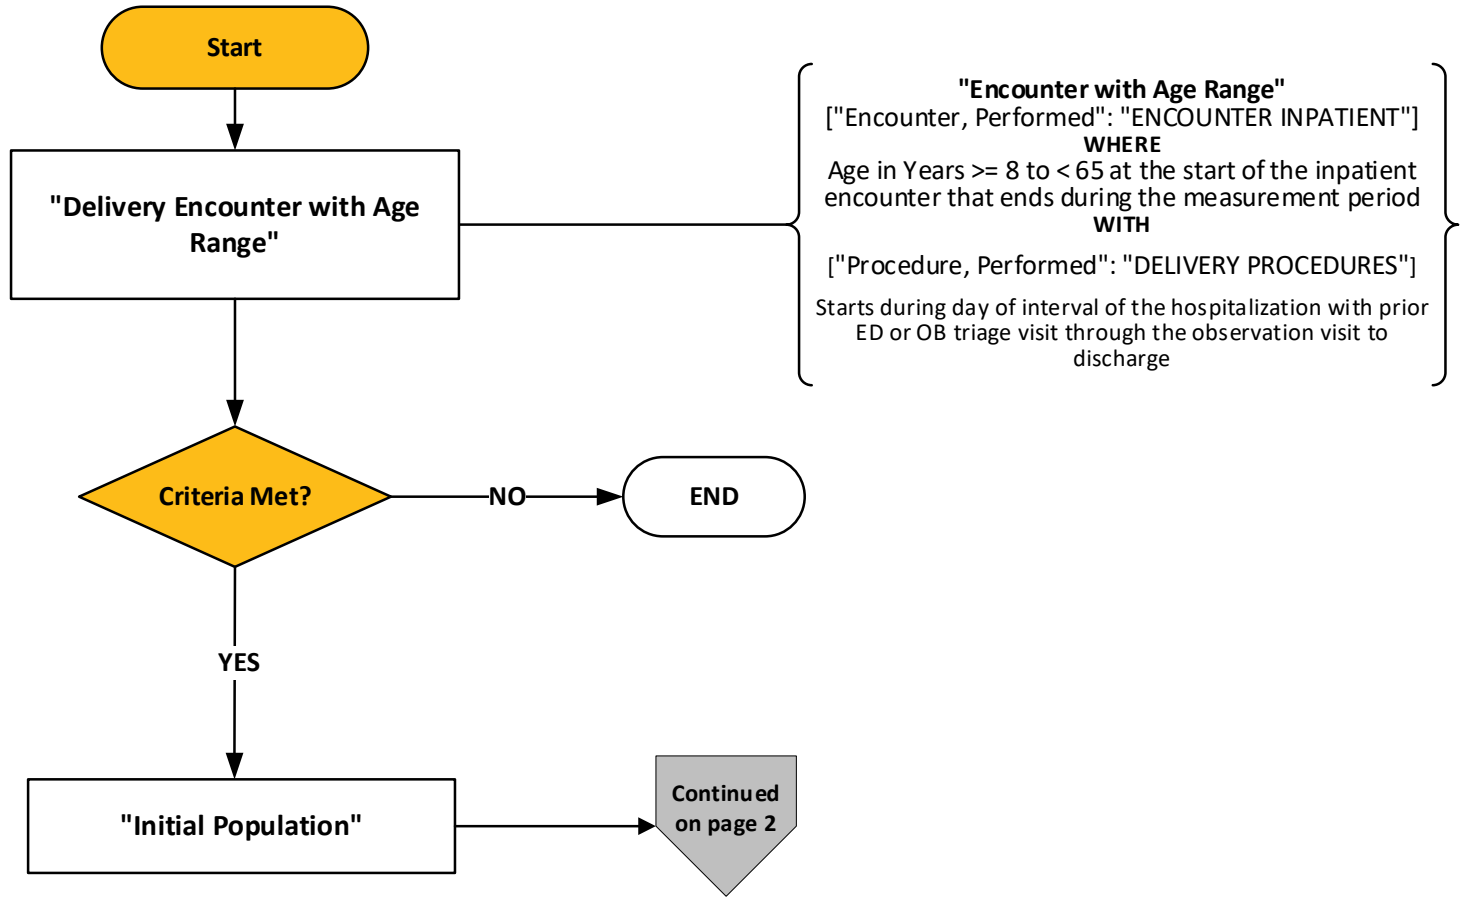 Start
"Delivery Encounter with Age
Range"
"Encounter with Age Range"
["Encounter, Performed": "ENCOUNTER INPATIENT"]
WHERE
Age in Years >= 8 to < 65 at the start of the inpatient
encounter that ends during the measurement period
WITH
["Procedure, Performed": "DELIVERY PROCEDURES"]
Starts during day of interval of the hospitalization with prior
ED or OB triage visit through the observation visit to
discharge
Criteria Met?
NO
END
YES
"Initial Population"
Continued
on page 2